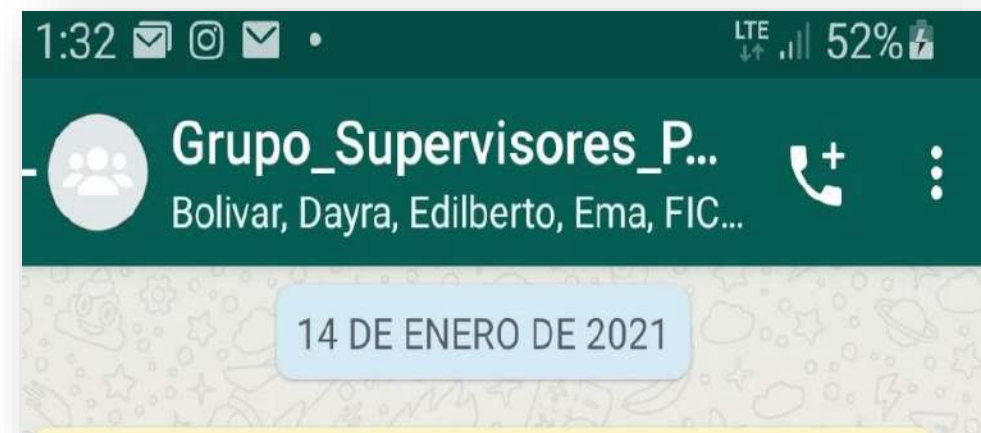 1:32 LTE 52%
Grupo_Supervisores_P...
Bolivar, Dayra, Edilberto, Ema, FIC...
14 DE ENERO DE 2021